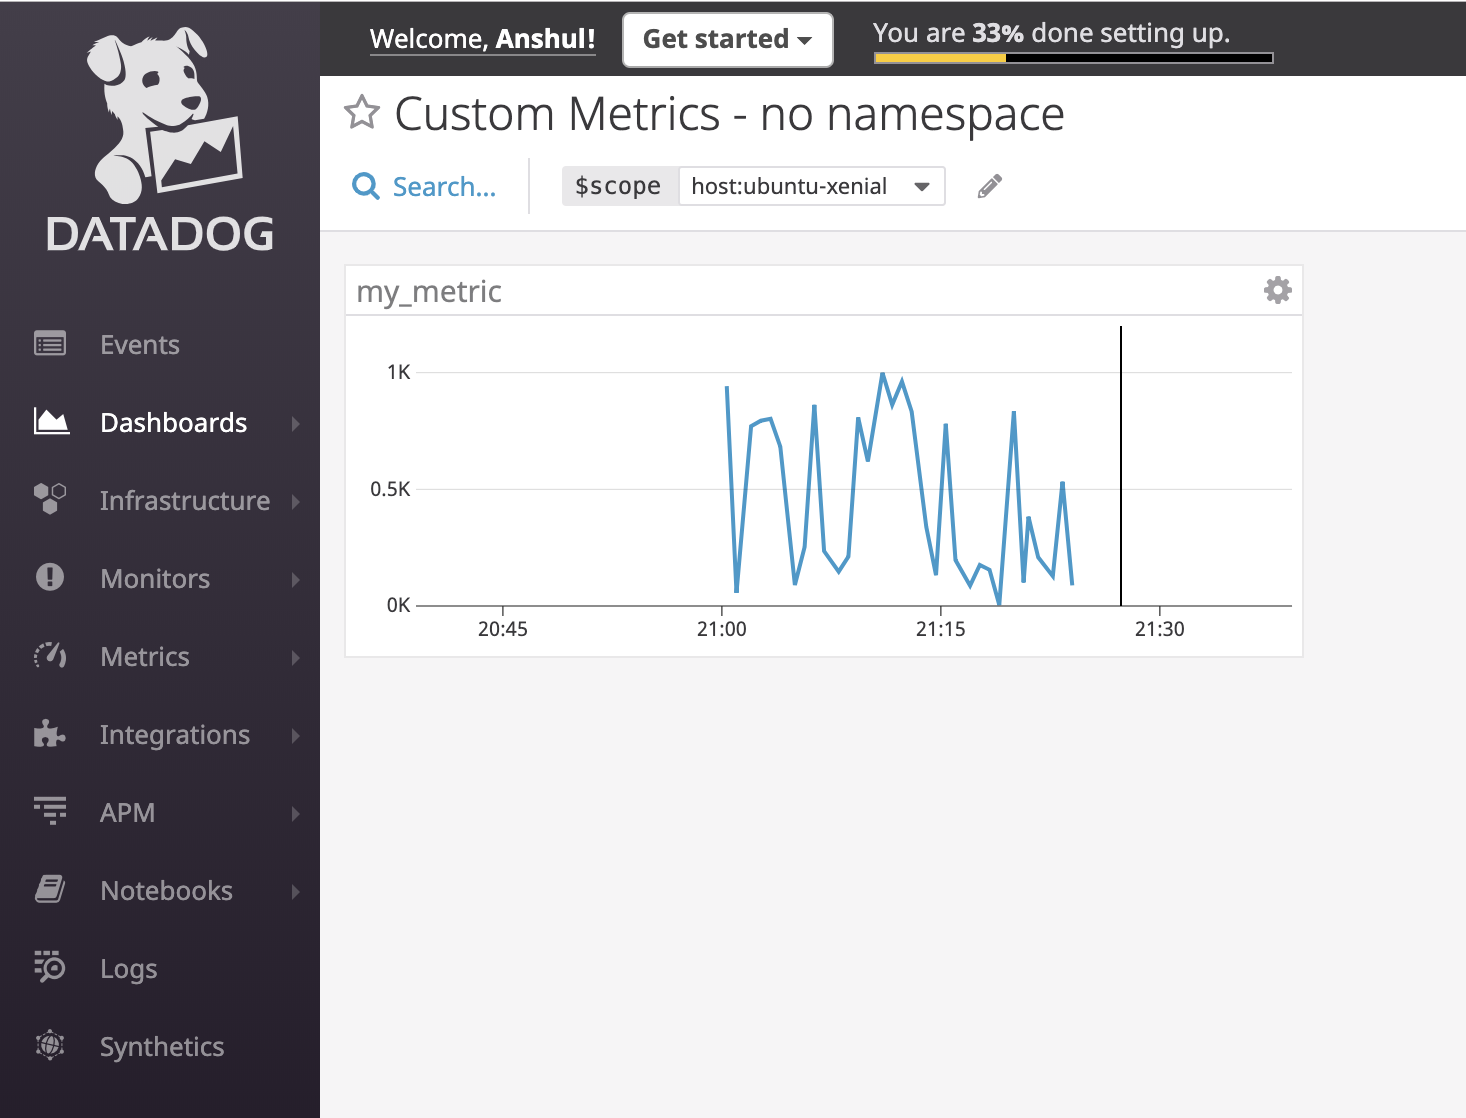 DATADOG
Events
Dashboards
Infrastructure
Monitors
Metrics
Integrations
APM
Notebooks
Logs
Synthetics
Welcome, Anshul!
Get started
You are 33% done setting up.
Custom Metrics - no namespace
Search...
$scope
host:ubuntu-xenial
my_metric
1K
0.5K
0K
20:45
21:00
21:15
21:30